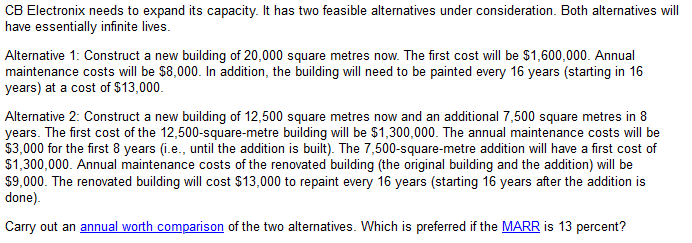 CB Electronix needs to expand its capacity. It has two feasible alternatives under consideration. Both alternatives will
have essentially infinite lives.
Alternative 1: Construct a new building of 20,000 square metres now. The first cost will be $1,600,000. Annual
maintenance costs will be $8,000. In addition, the building will need to be painted every 16 years (starting in 16
years) at a cost of $13,000.
Alternative 2: Construct a new building of 12,500 square metres now and an additional 7,500 square metres in 8
years. The first cost of the 12,500-square-metre building will be $1,300,000. The annual maintenance costs will be
$3,000 for the first 8 years (i.e., until the addition is built). The 7,500-square-metre addition will have a first cost of
$1,300,000. Annual maintenance costs of the renovated building (the original building and the addition) will be
$9,000. The renovated building will cost $13,000 to repaint every 16 years (starting 16 years after the addition is
done).
Carry out an annual worth comparison of the two alternatives. Which is preferred if the MARR is 13 percent?